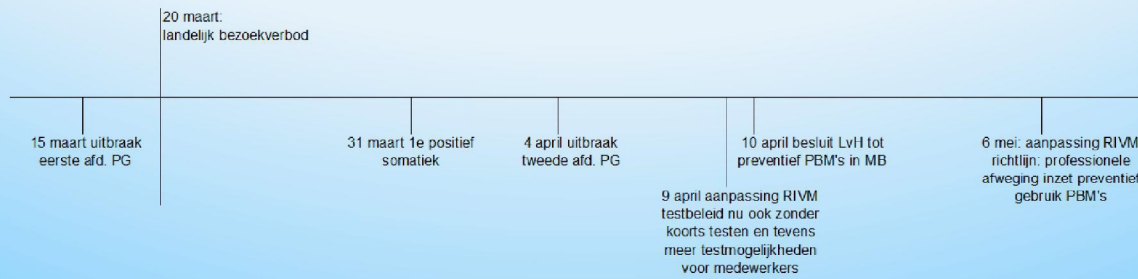 20 maart:
landelijk bezoekverbod
15 maart uitbraak
eerste afd. PG
31 maart 1e positief
somatiek
4 april uitbraak
tweede afd. PG
9 april aanpassing RIVM
testbeleid nu ook zonder
koorts testen en tevens
meer testmogelijkheden
voor medewerkers
10 april besluit LvH tot
preventief PBM's in MB
6 mei: aanpassing RIVM
richtlijn: professionele
afweging inzet preventief
gebruik PBM's